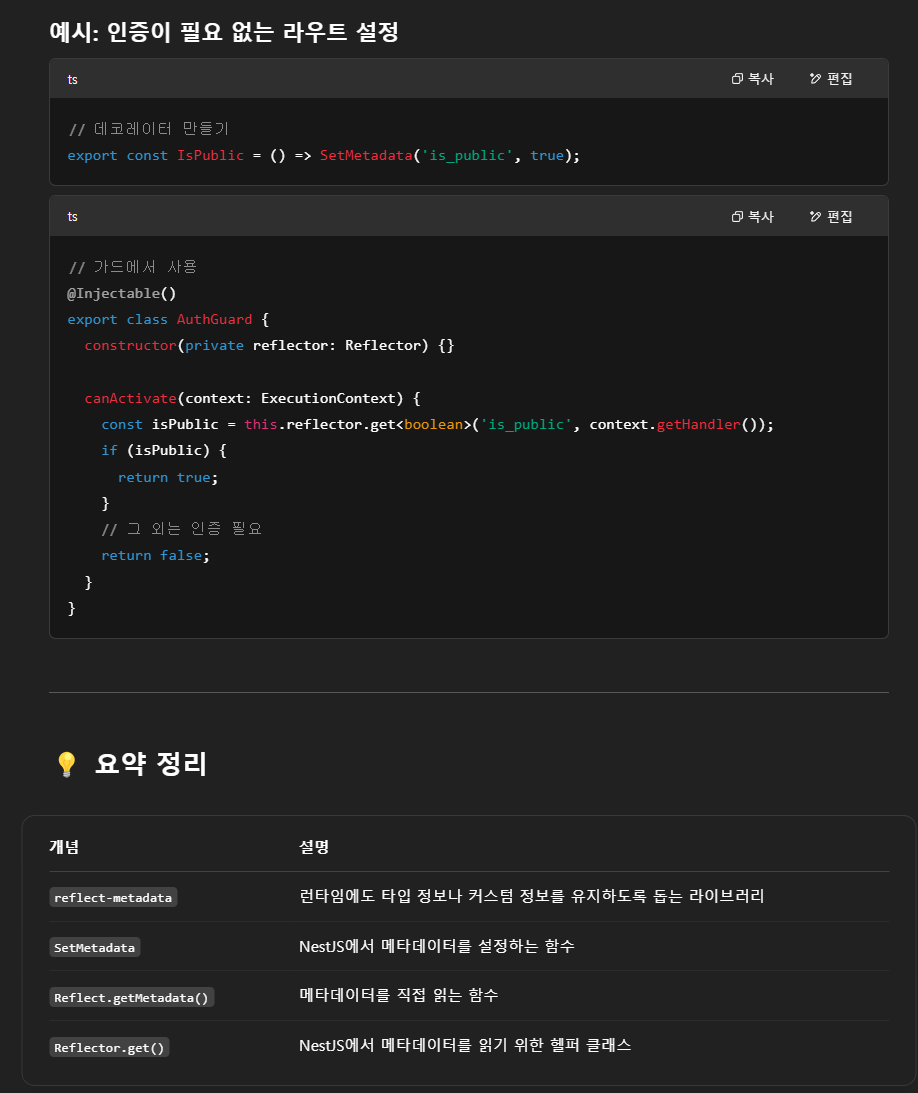 예시: 인증이 필요 없는 라우트 설정
ts 복사 편집
// 데코레이터 만들기
export const IsPublic = () => SetMetadata('is_public', true);
ts 복사 편집
// 가드에서 사용
@Injectable()
export class AuthGuard {
  constructor(private reflector: Reflector) {}

  canActivate(context: ExecutionContext) {
    const isPublic = this.reflector.get<boolean>('is_public', context.getHandler());
    if (isPublic) {
      return true;
    }
    // 그 외는 인증 필요
    return false;
  }
}
💡 요약 정리
개념 설명
reflect-metadata 런타임에도 타입 정보나 커스텀 정보를 유지하도록 돕는 라이브러리
SetMetadata NestJS에서 메타데이터를 설정하는 함수
Reflect.getMetadata() 메타데이터를 직접 읽는 함수
Reflector.get() NestJS에서 메타데이터를 읽기 위한 헬퍼 클래스